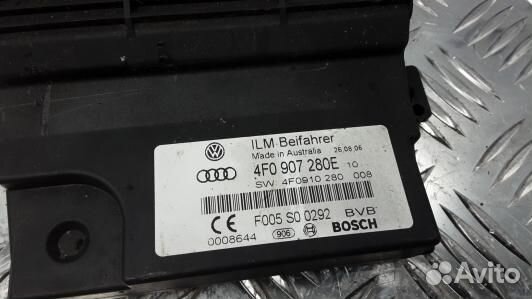 ILM-Beifahrer
Made in Australia 26.08.06
4F0 907 280E 10
SW 4F0910 280 008
F005 S0 0292 BVB
0008644 906 BOSCH
Avito